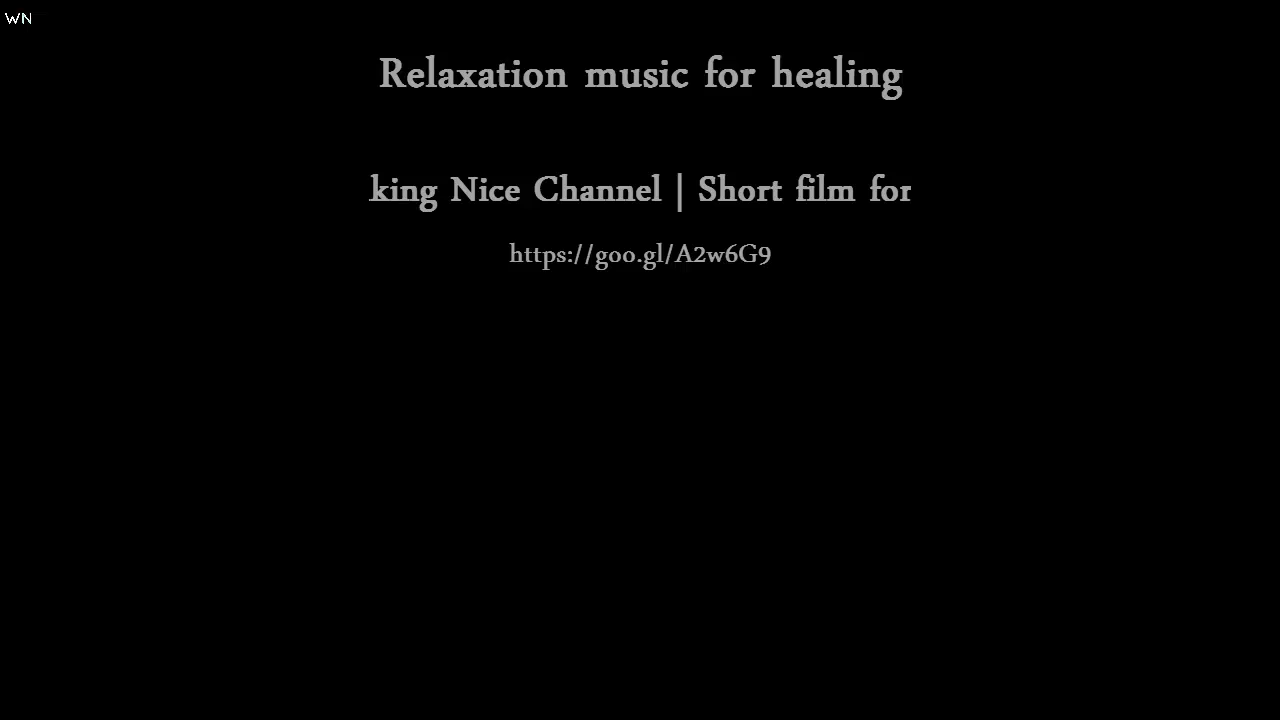 WN
Relaxation music for healing
king Nice Channel | Short film for
https://goo.gl/A2w6G9